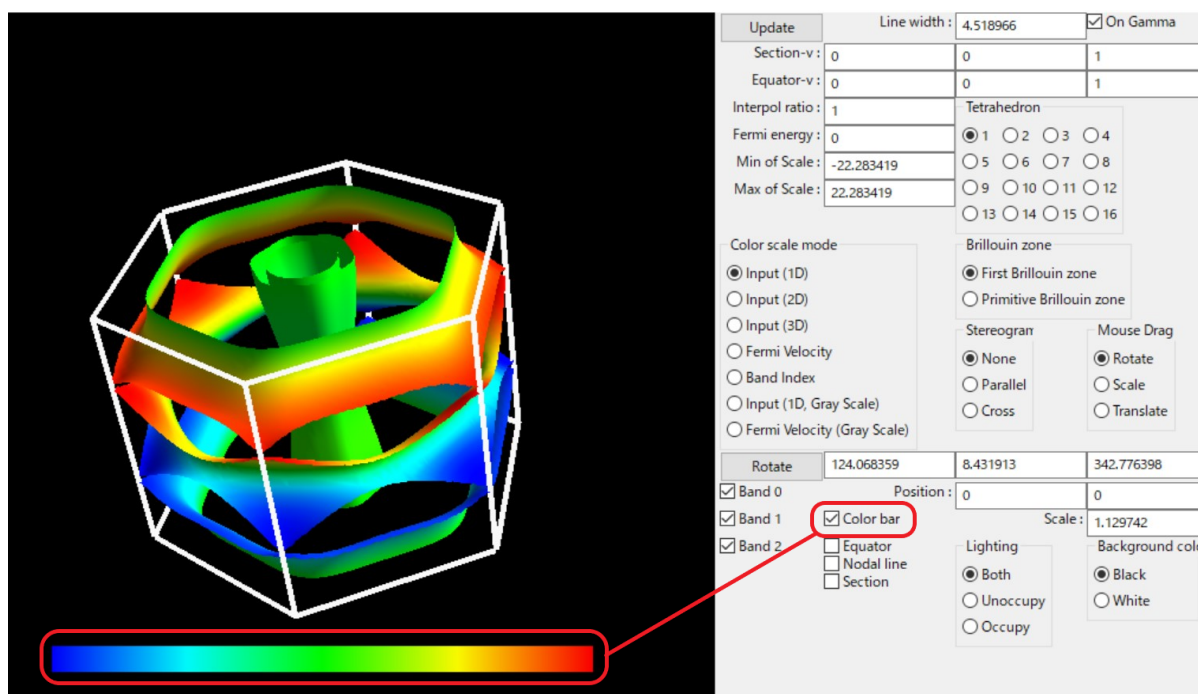 Update Line width : 4.518966 On Gamma
Section-v : 0 0 1
Equator-v : 0 0 1
Interpol ratio : 1 Tetrahedron
Fermi energy : 0 1 2 3 4
Min of Scale : -22.283419 5 6 7 8
Max of Scale : 22.283419 9 10 11 12
13 14 15 16
Color scale mode Brillouin zone
Input (1D) First Brillouin zone
Input (2D) Primitive Brillouin zone
Input (3D) Stereogram Mouse Drag
Fermi Velocity None Rotate
Band Index Parallel Scale
Input (1D, Gray Scale) Cross Translate
Fermi Velocity (Gray Scale)
Rotate 124.068359 8.431913 342.776398
Band 0 Position : 0 0
Band 1 Color bar Scale : 1.129742
Band 2 Equator Lighting Background colo
Nodal line Both Black
Section Unoccupy White
Occupy